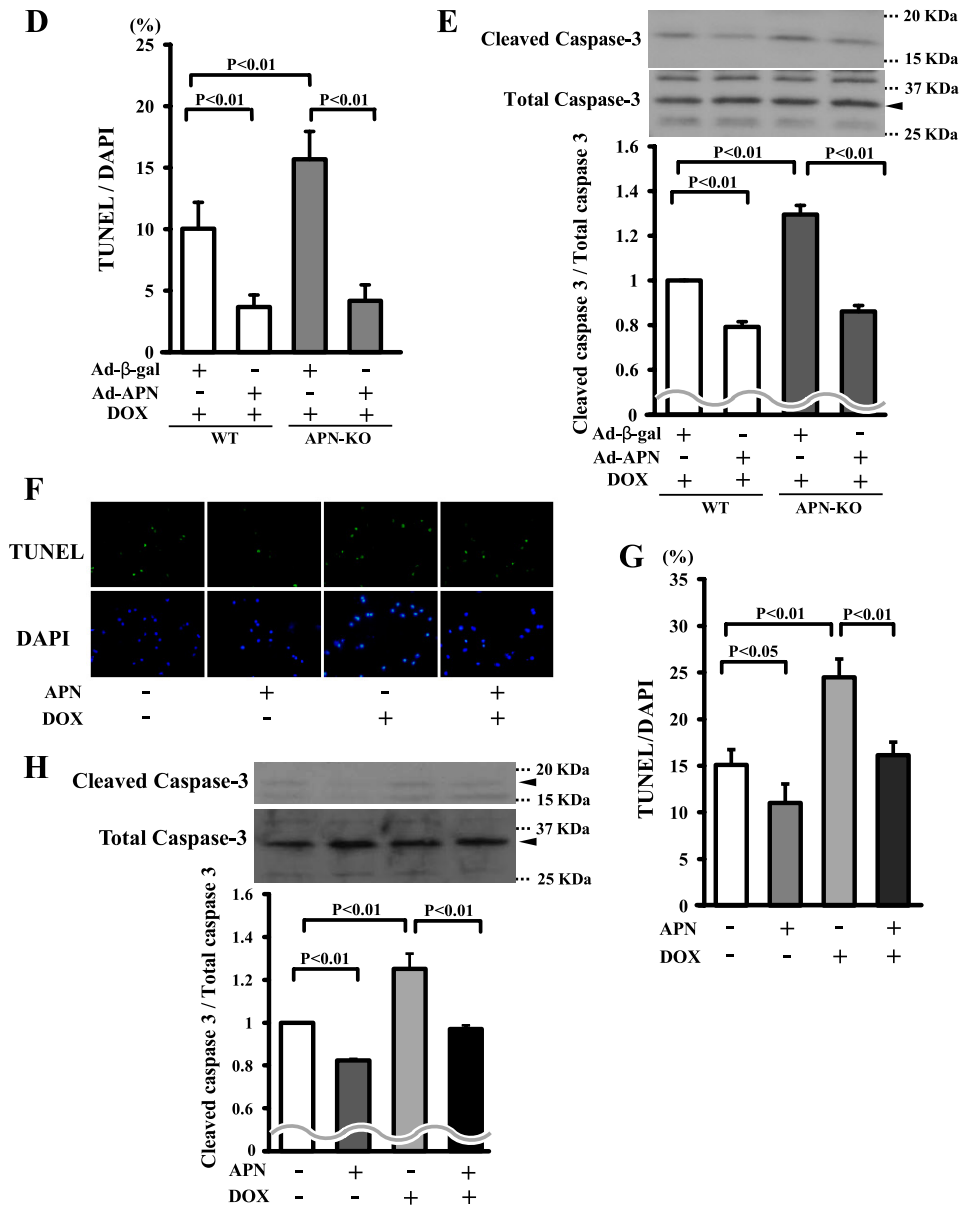 D
(%)
25
20
15
10
5
0
TUNEL / DAPI
P<0.01
P<0.01
P<0.01
Ad-β-gal + - + -
Ad-APN - + - +
DOX + + + +
WT APN-KO
E
Cleaved Caspase-3
20 KDa
15 KDa
Total Caspase-3
37 KDa
25 KDa
Cleaved caspase 3 / Total caspase 3
1.6
1.4
1.2
1
0.8
0.6
0
P<0.01
P<0.01
P<0.01
Ad-β-gal + - + -
Ad-APN - + - +
DOX + + + +
WT APN-KO
F
TUNEL
DAPI
APN - + - +
DOX - - + +
G
(%)
35
30
25
20
15
10
5
0
TUNEL/DAPI
P<0.01
P<0.01
P<0.05
APN - + - +
DOX - - + +
H
Cleaved Caspase-3
20 KDa
15 KDa
Total Caspase-3
37 KDa
25 KDa
Cleaved caspase 3 / Total caspase 3
1.6
1.4
1.2
1
0.8
0.6
0
P<0.01
P<0.01
P<0.01
APN - + - +
DOX - - + +